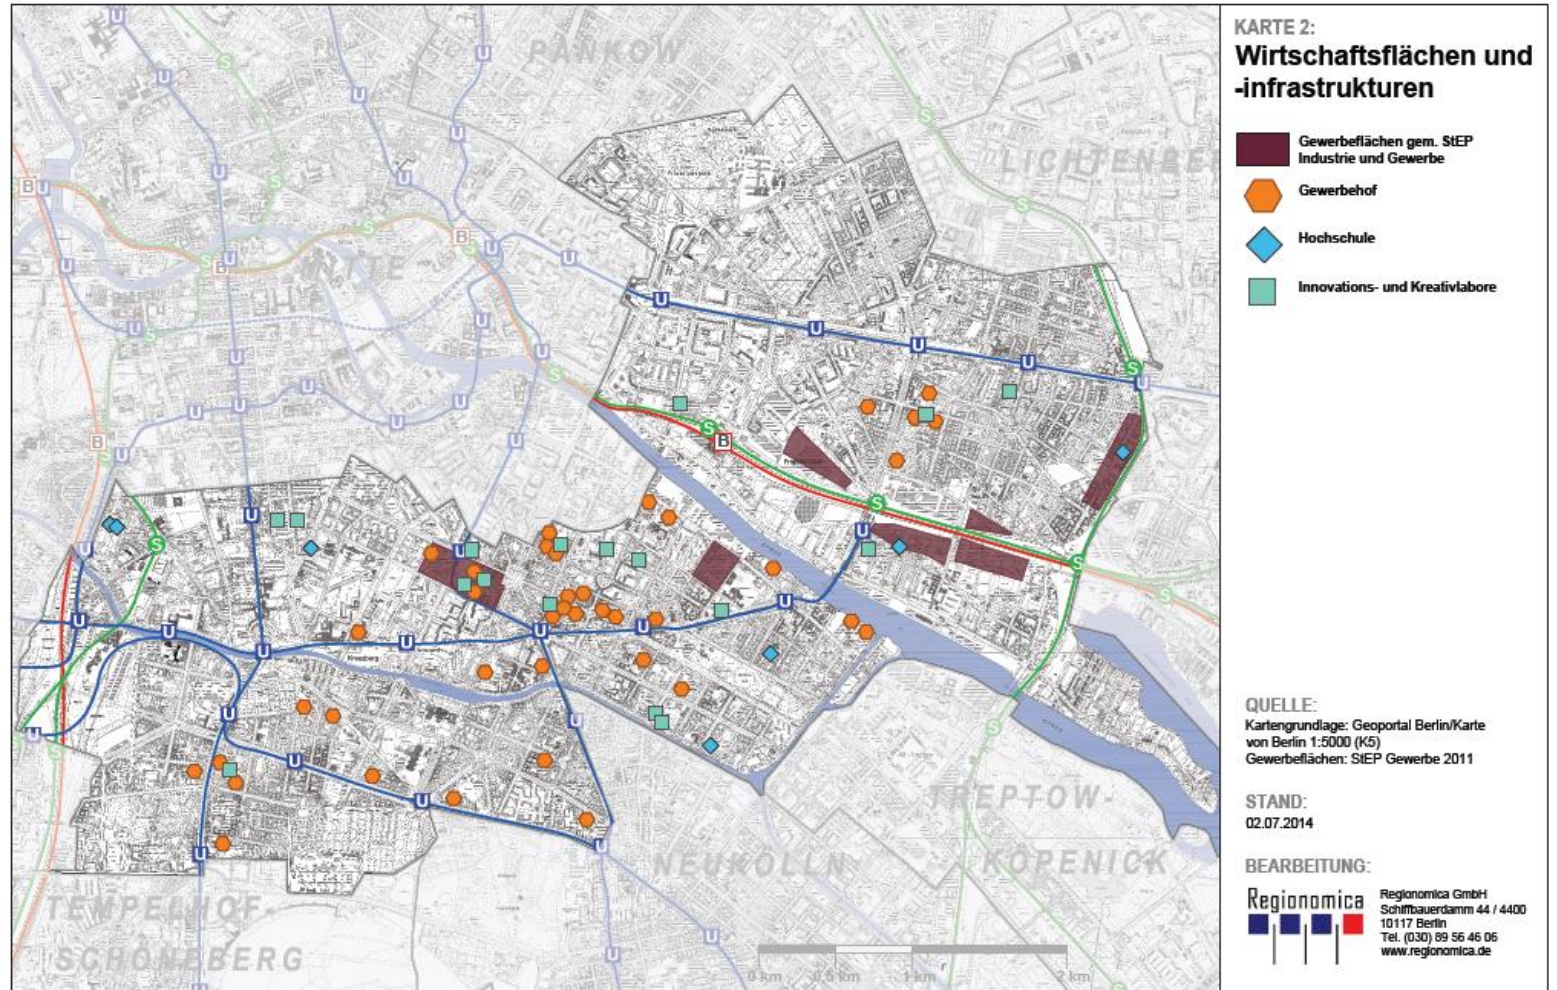 KARTE 2:
Wirtschaftsflächen und
-infrastrukturen
Gewerbeflächen gem. StEP
Industrie und Gewerbe
Gewerbehof
Hochschule
Innovations- und Kreativlabore
QUELLE:
Kartengrundlage: Geoportal Berlin/Karte
von Berlin 1:5000 (K5)
Gewerbeflächen: StEP Gewerbe 2011
STAND:
02.07.2014
BEARBEITUNG:
Regionomica
Regionomica GmbH
Schiffbauerdamm 44 / 4400
10117 Berlin
Tel. (030) 89 56 46 06
www.regionomica.de
PANKOW
LICHTENBER
MITTE
Kreuzberg
TREPTOW-
KÖPENICK
NEUKÖLLN
TEMPELHOF-
SCHÖNEBERG
0 km 0,5 km 1 km 2 km